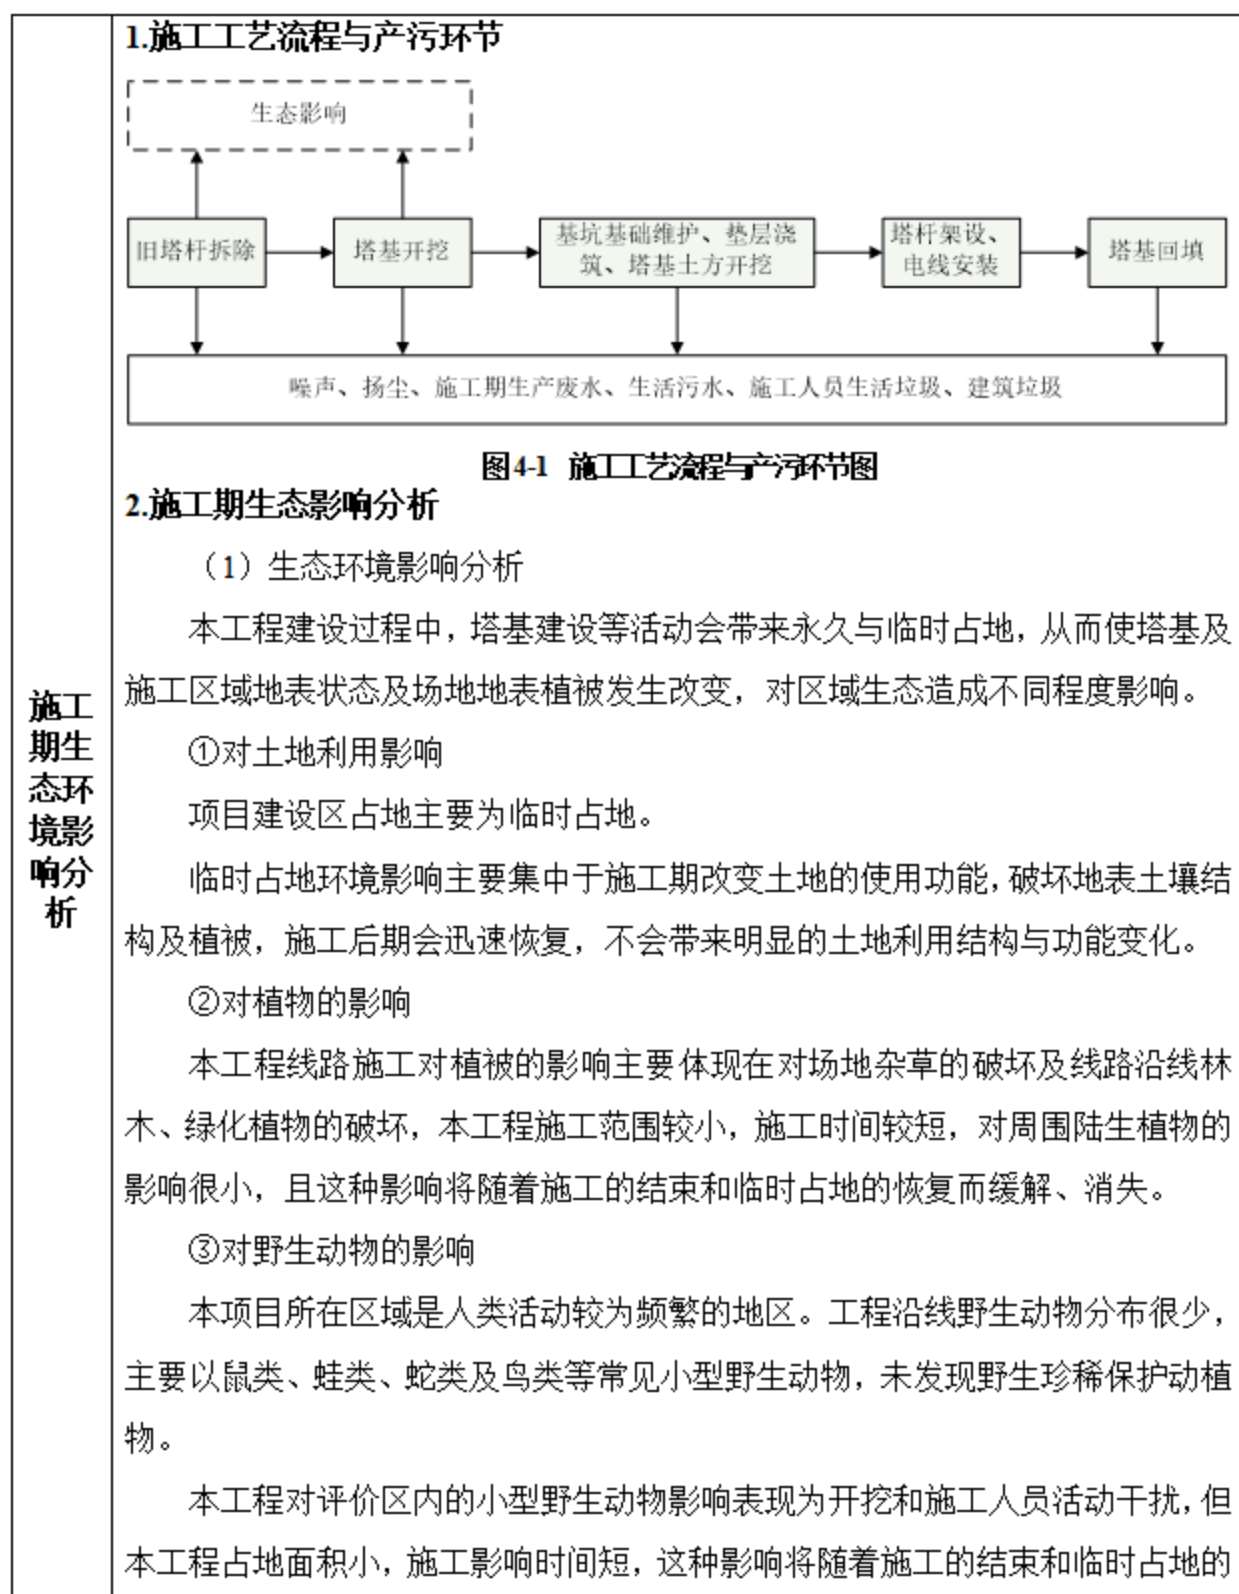 1.施工工艺流程与产污环节
生态影响
旧塔杆拆除
塔基开挖
基坑基础维护、垫层浇
筑、塔基土方开挖
塔杆架设、
电线安装
塔基回填
噪声、扬尘、施工期生产废水、生活污水、施工人员生活垃圾、建筑垃圾
图4-1 施工工艺流程与产污环节图
2.施工期生态影响分析
（1）生态环境影响分析
本工程建设过程中，塔基建设等活动会带来永久与临时占地，从而使塔基及
施工区域地表状态及场地地表植被发生改变，对区域生态造成不同程度影响。
①对土地利用影响
项目建设区占地主要为临时占地。
临时占地环境影响主要集中于施工期改变土地的使用功能，破坏地表土壤结
构及植被，施工后期会迅速恢复，不会带来明显的土地利用结构与功能变化。
②对植物的影响
本工程线路施工对植被的影响主要体现在对场地杂草的破坏及线路沿线林
木、绿化植物的破坏，本工程施工范围较小，施工时间较短，对周围陆生植物的
影响很小，且这种影响将随着施工的结束和临时占地的恢复而缓解、消失。
③对野生动物的影响
本项目所在区域是人类活动较为频繁的地区。工程沿线野生动物分布很少，
主要以鼠类、蛙类、蛇类及鸟类等常见小型野生动物，未发现野生珍稀保护动植
物。
本工程对评价区内的小型野生动物影响表现为开挖和施工人员活动干扰，但
本工程占地面积小，施工影响时间短，这种影响将随着施工的结束和临时占地的
施工
期生
态环
境影
响分
析